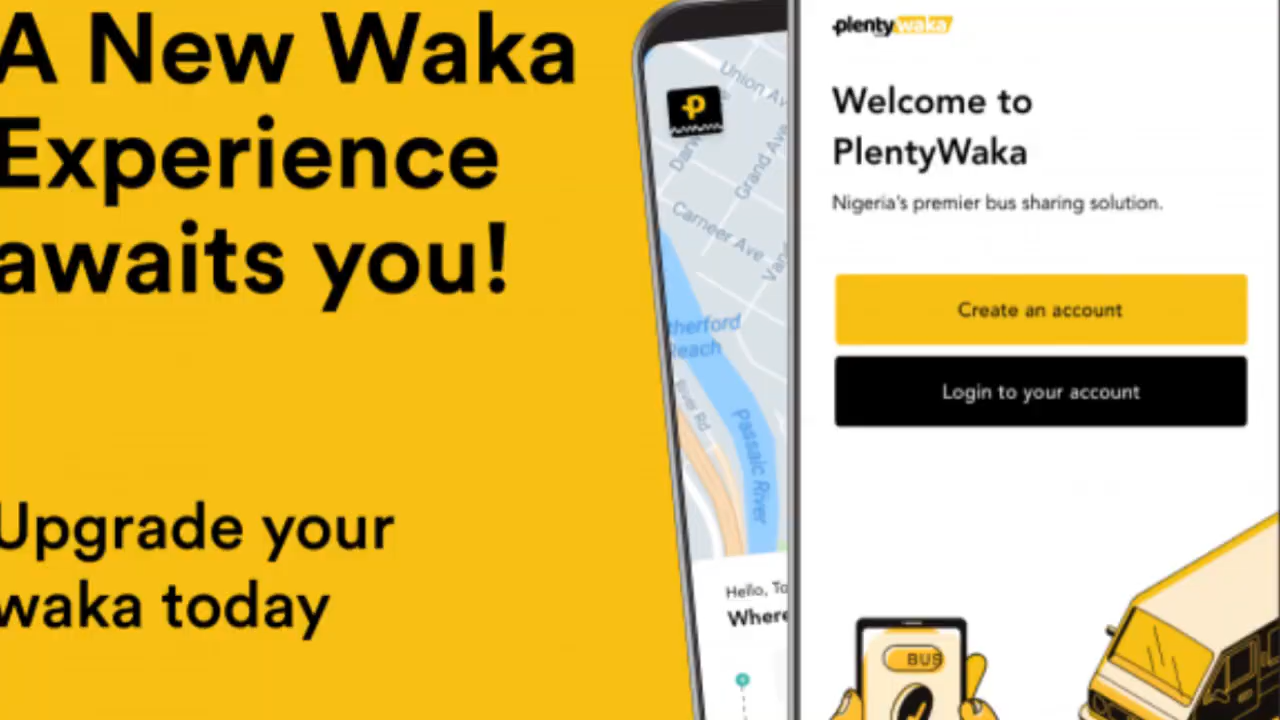 A New Waka
Experience
awaits you!
Upgrade your
waka today
Union Av
Grand Ave
Carneer Ave
Reach
River Rd
Passaic River
Hello, To
Where
plentywaka
Welcome to
PlentyWaka
Nigeria's premier bus sharing solution.
Create an account
Login to your account
BUS